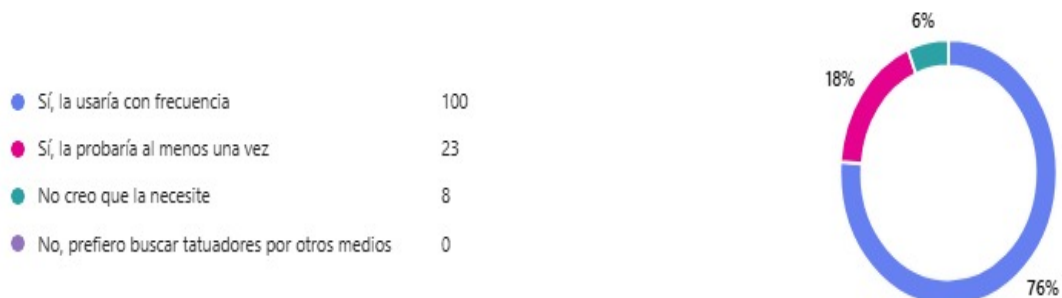 Sí, la usaría con frecuencia 100
Sí, la probaría al menos una vez 23
No creo que la necesite 8
No, prefiero buscar tatuadores por otros medios 0
6%
18%
76%